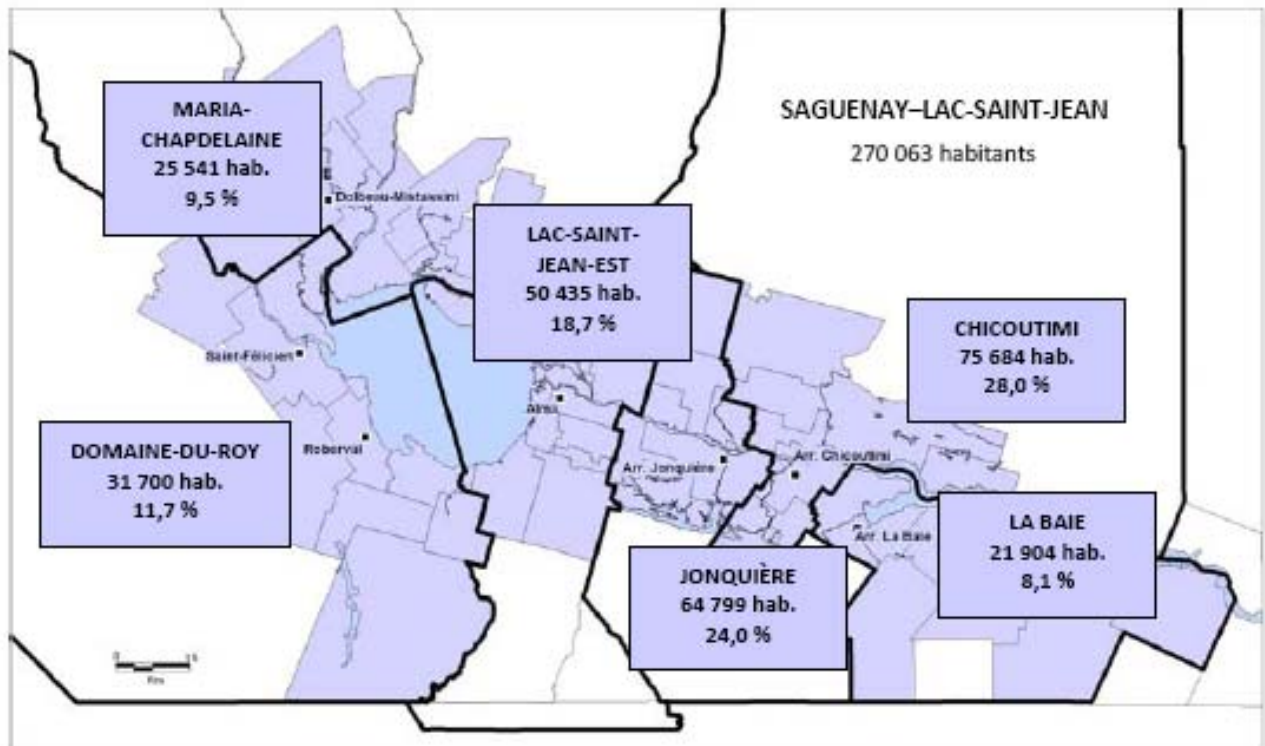 SAGUENAY–LAC-SAINT-JEAN
270 063 habitants
MARIA-
CHAPDELAINE
25 541 hab.
9,5 %
Dolbeau-Mistassini
LAC-SAINT-
JEAN-EST
50 435 hab.
18,7 %
CHICOUTIMI
75 684 hab.
28,0 %
Saint-Félicien
Alma
DOMAINE-DU-ROY
31 700 hab.
11,7 %
Roberval
Arr. Jonquière
Arr. Chicoutimi
Arr. La Baie
LA BAIE
21 904 hab.
8,1 %
JONQUIÈRE
64 799 hab.
24,0 %
0